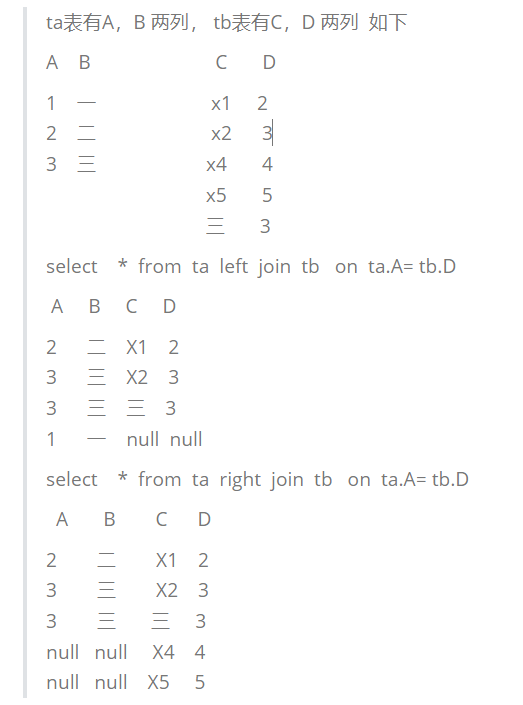 ta表有A，B 两列， tb表有C，D 两列 如下
A B C D
1 一 x1 2
2 二 x2 3
3 三 x4 4
x5 5
三 3
select * from ta left join tb on ta.A= tb.D
A B C D
2 二 X1 2
3 三 X2 3
3 三 三 3
1 一 null null
select * from ta right join tb on ta.A= tb.D
A B C D
2 二 X1 2
3 三 X2 3
3 三 三 3
null null X4 4
null null X5 5